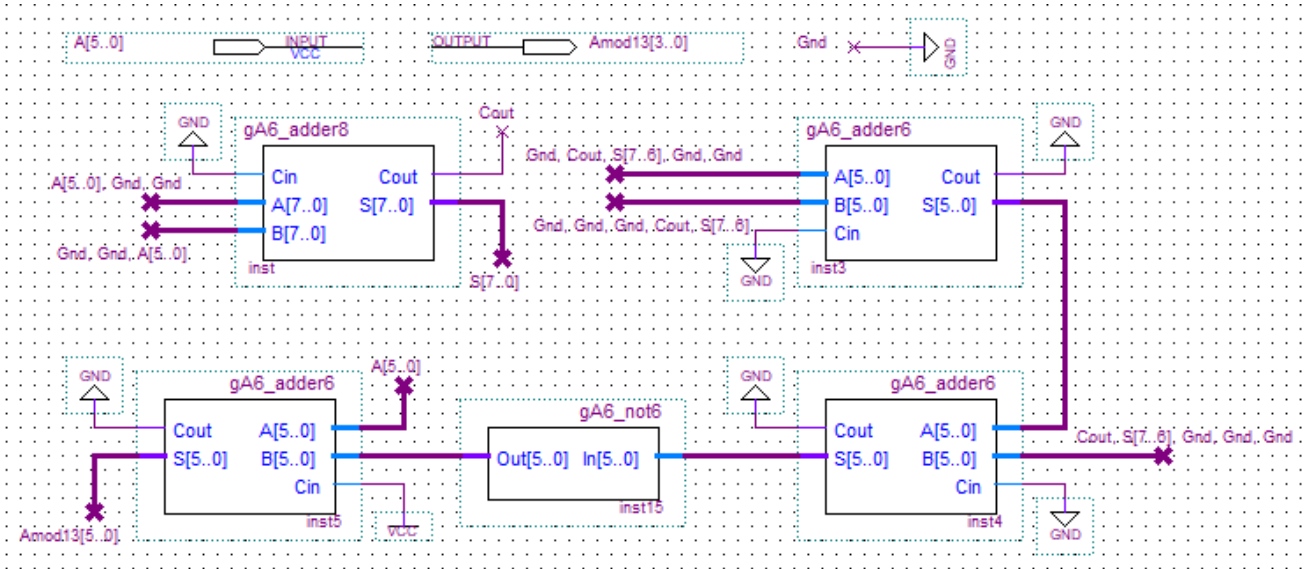 A[5..0] INPUT VCC OUTPUT Amod13[3..0] Gnd GND
GND gA6_adder8 Cout gA6_adder6 GND
A[5..0], Gnd, Gnd Cin Cout Gnd, Cout, S[7..6], Gnd, Gnd A[5..0] Cout
A[7..0] S[7..0] B[5..0] S[5..0]
Gnd, Gnd, A[5..0] B[7..0] Gnd, Gnd, Gnd, Cout, S[7..6] Cin
inst S[7..0] GND inst3
GND gA6_adder6 A[5..0] gA6_not6 GND gA6_adder6
Cout A[5..0] Cout A[5..0] Cout, S[7..6], Gnd, Gnd, Gnd
S[5..0] B[5..0] Out[5..0] In[5..0] S[5..0] B[5..0]
Cin Cin
Amod13[5..0] inst5 VCC inst15 inst4 GND